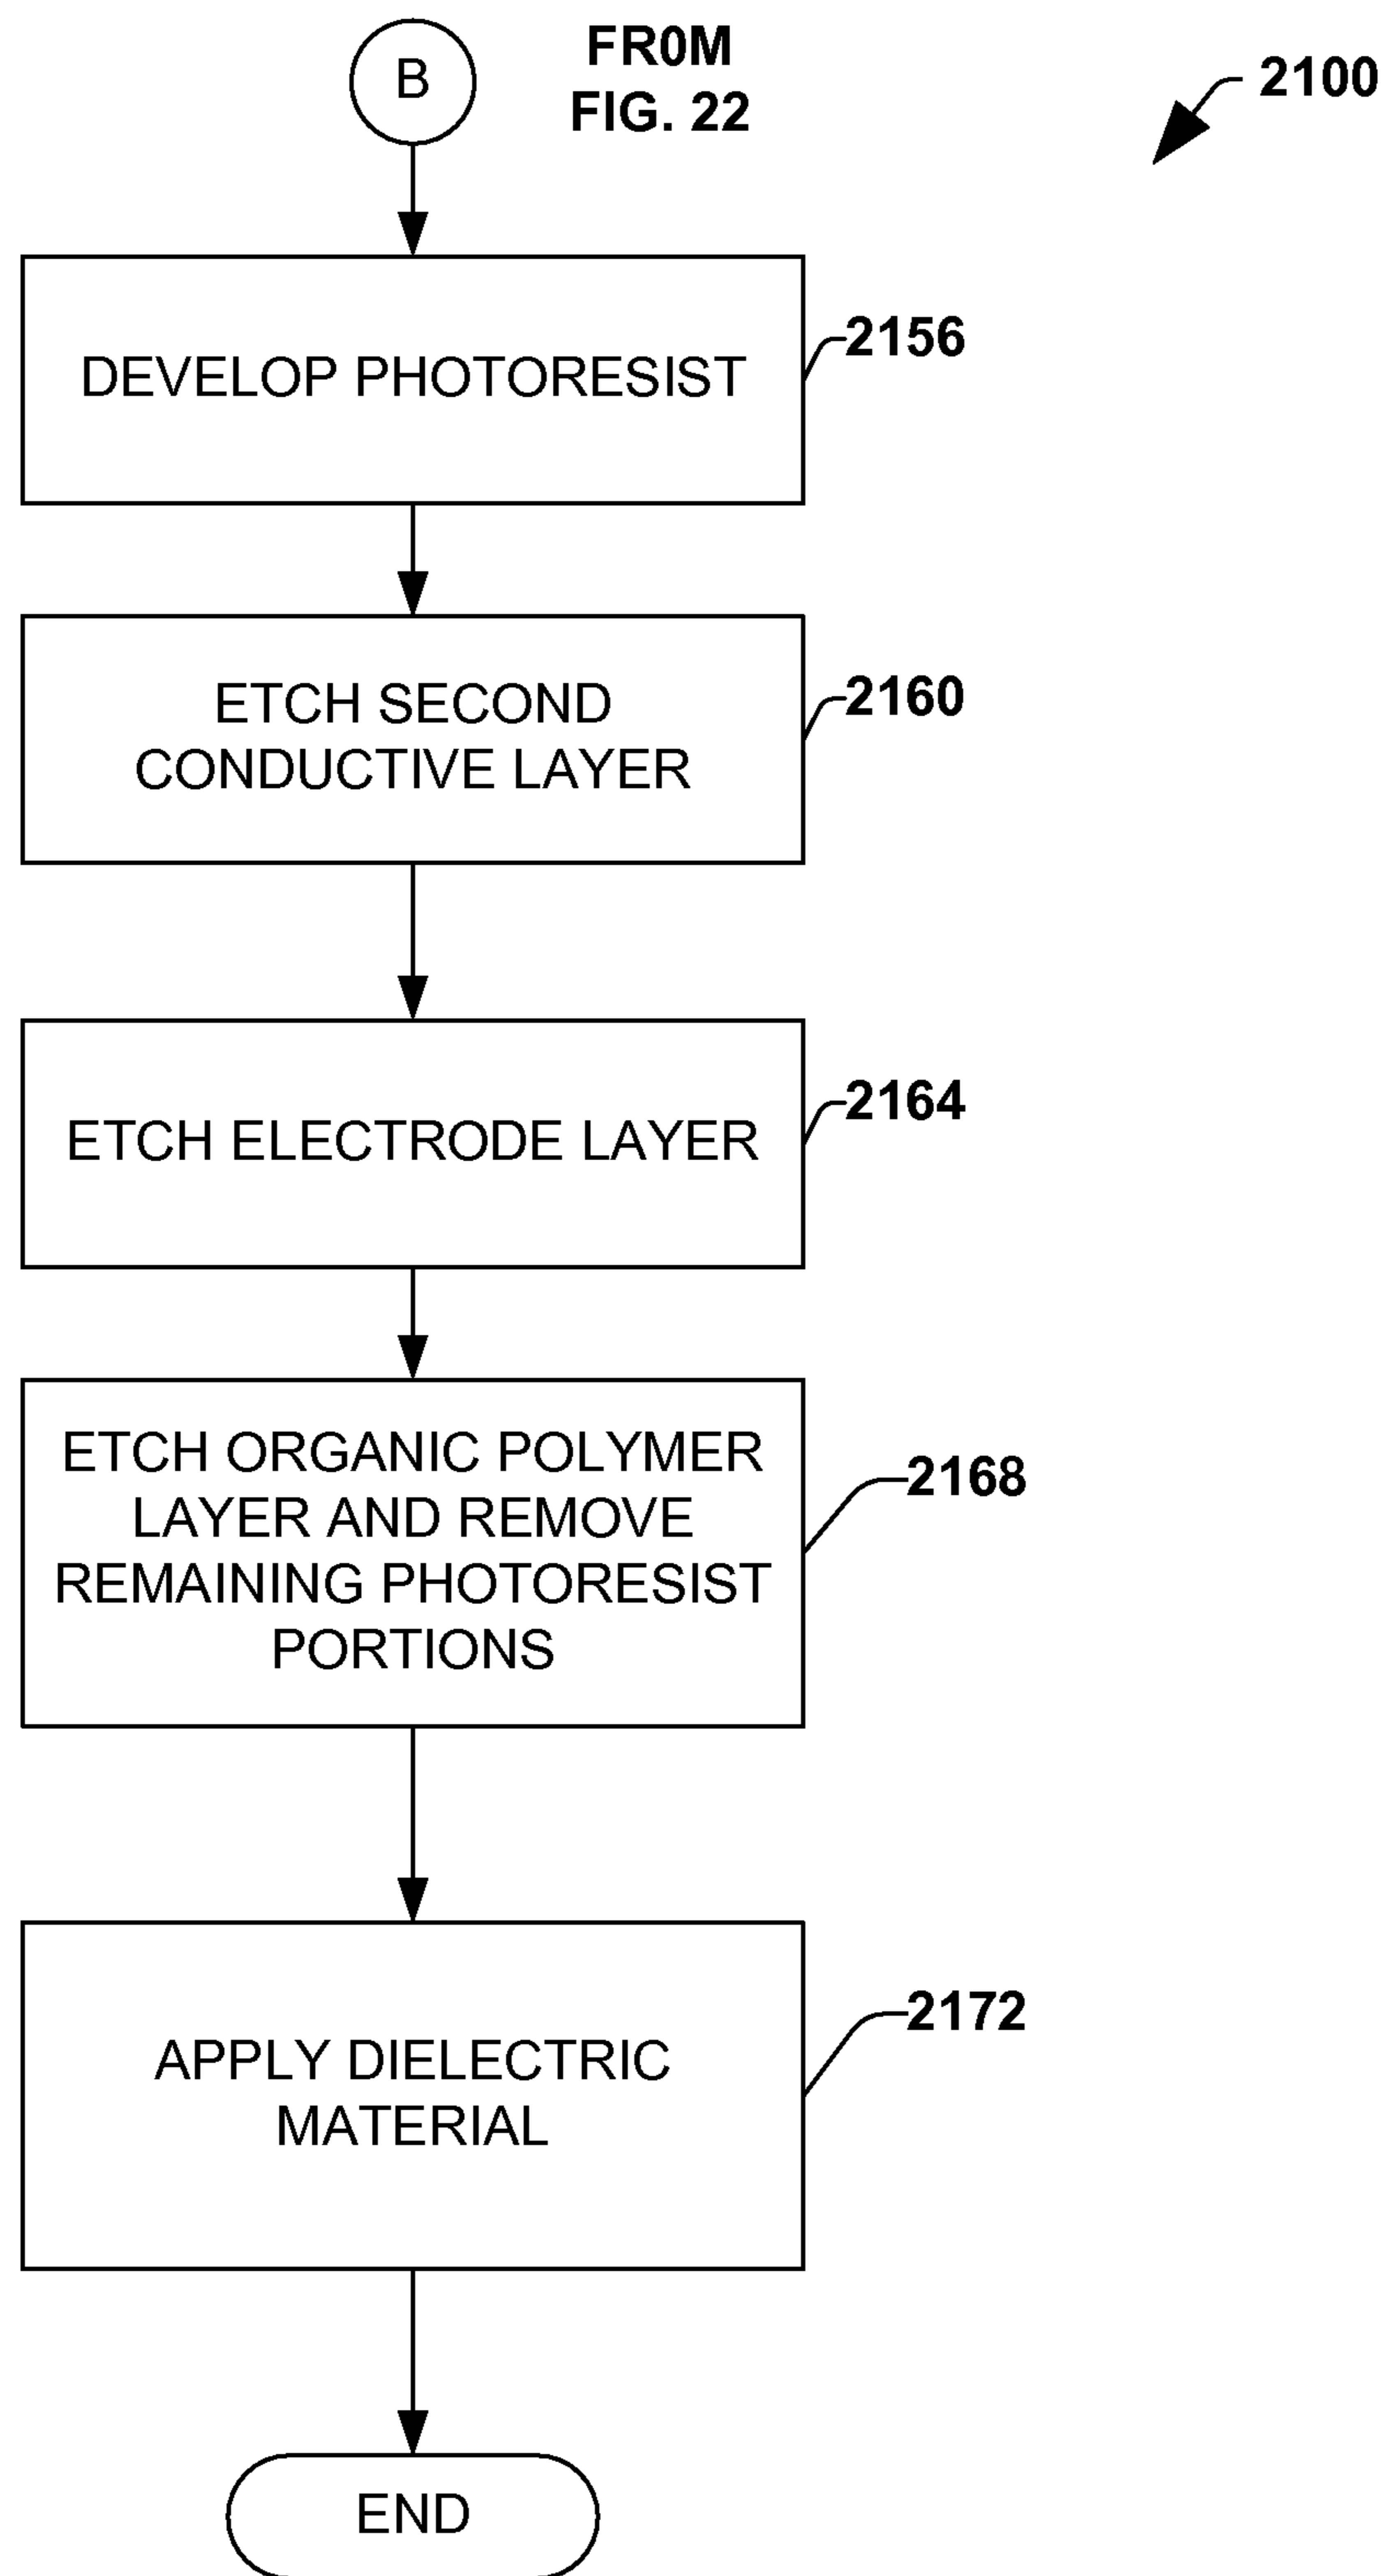 B
FR0M
FIG. 22
2100
DEVELOP PHOTORESIST
2156
ETCH SECOND
CONDUCTIVE LAYER
2160
ETCH ELECTRODE LAYER
2164
ETCH ORGANIC POLYMER
LAYER AND REMOVE
REMAINING PHOTORESIST
PORTIONS
2168
APPLY DIELECTRIC
MATERIAL
2172
END